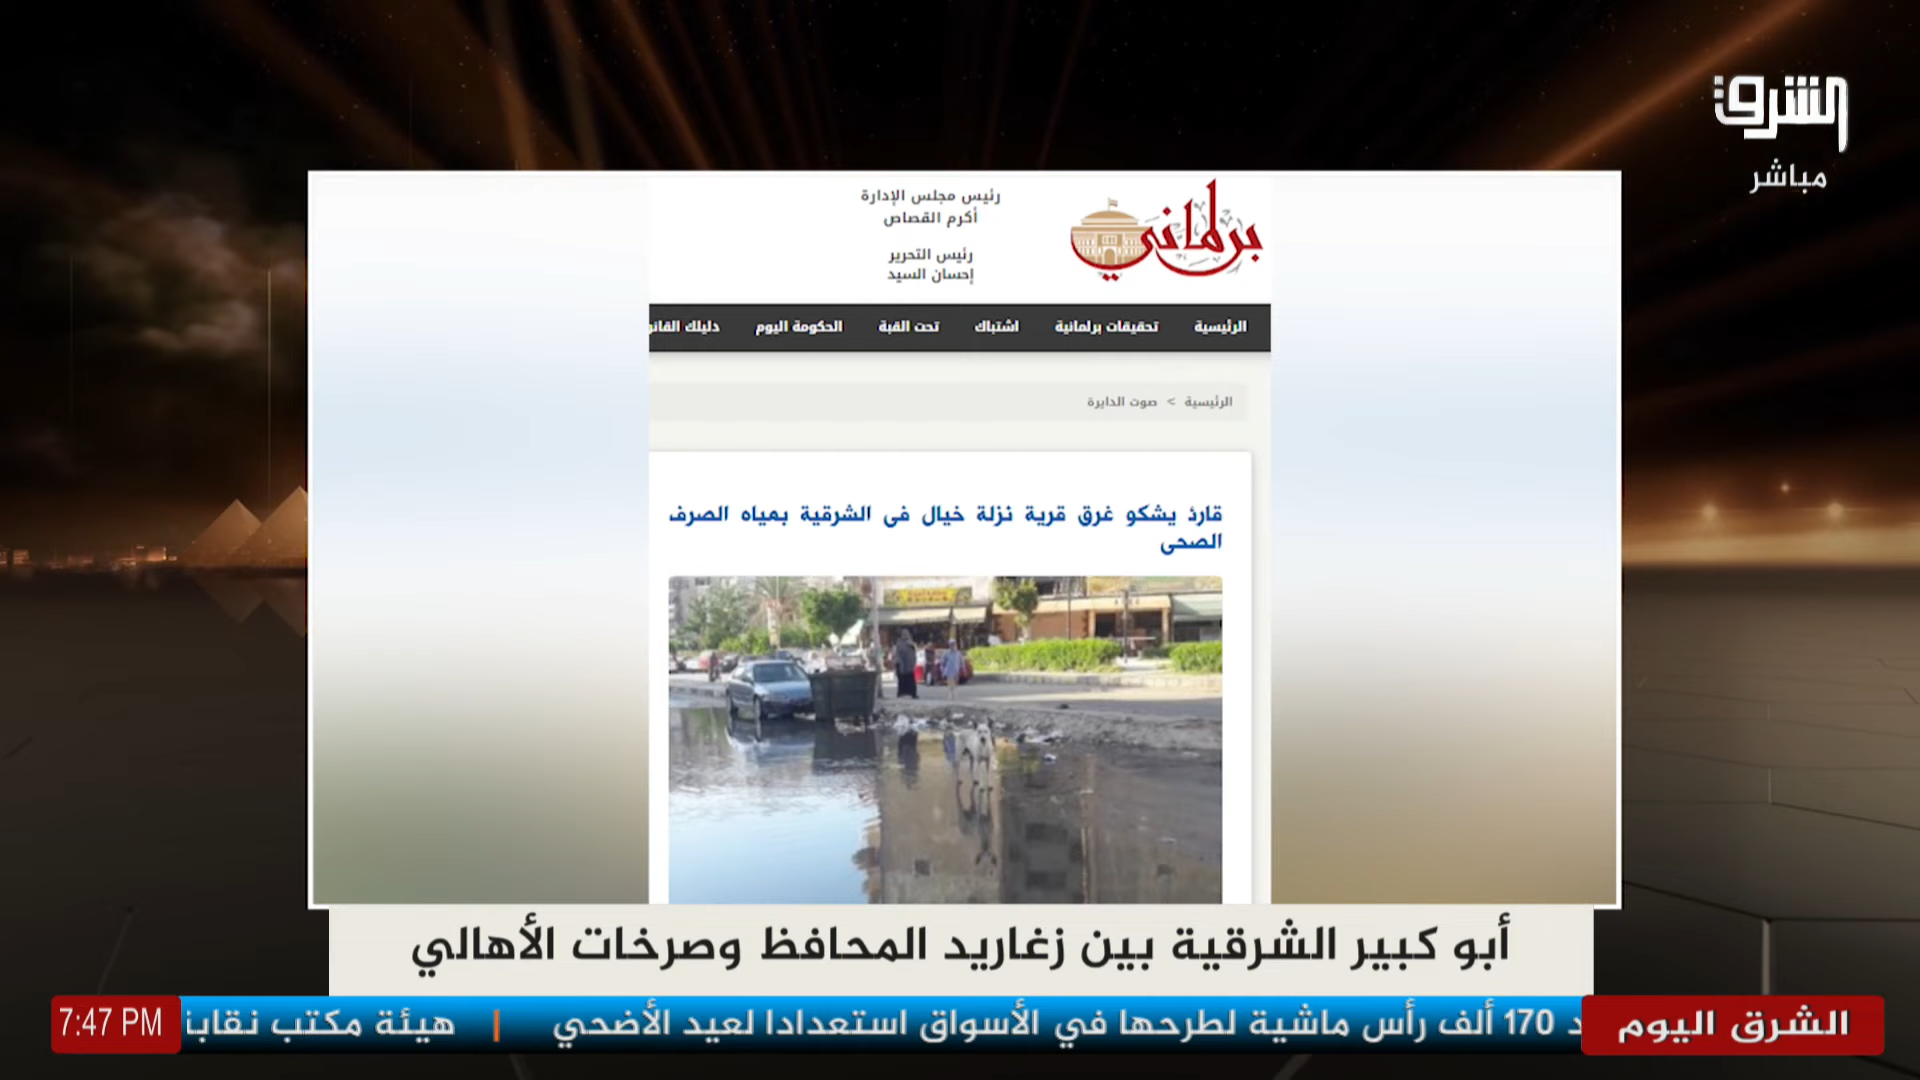 الشرق
مباشر
برلماني
رئيس مجلس الإدارة
أكرم القصاص
رئيس التحرير
إحسان السيد
الرئيسية تحقيقات برلمانية اشتباك تحت القبة الحكومة اليوم دليلك القانو
الرئيسية > صوت الدايرة
قارئ يشكو غرق قرية نزلة خيال فى الشرقية بمياه الصرف
الصحى
أبو كبير الشرقية بين زغاريد المحافظ وصرخات الأهالي
الشرق اليوم
د 170 ألف رأس ماشية لطرحها في الأسواق استعدادا لعيد الأضحي | هيئة مكتب نقابة
7:47 PM